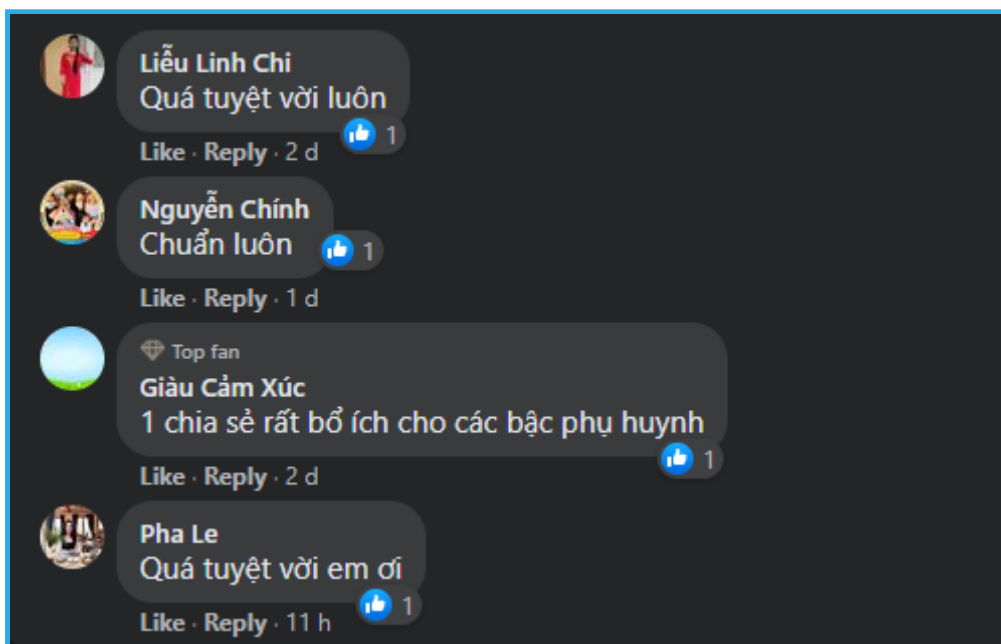 Liễu Linh Chi
Quá tuyệt vời luôn
1
Like · Reply · 2 d
Nguyễn Chính
Chuẩn luôn
1
Like · Reply · 1 d
Top fan
Giàu Cảm Xúc
1 chia sẻ rất bổ ích cho các bậc phụ huynh
1
Like · Reply · 2 d
Pha Le
Quá tuyệt vời em ơi
1
Like · Reply · 11 h